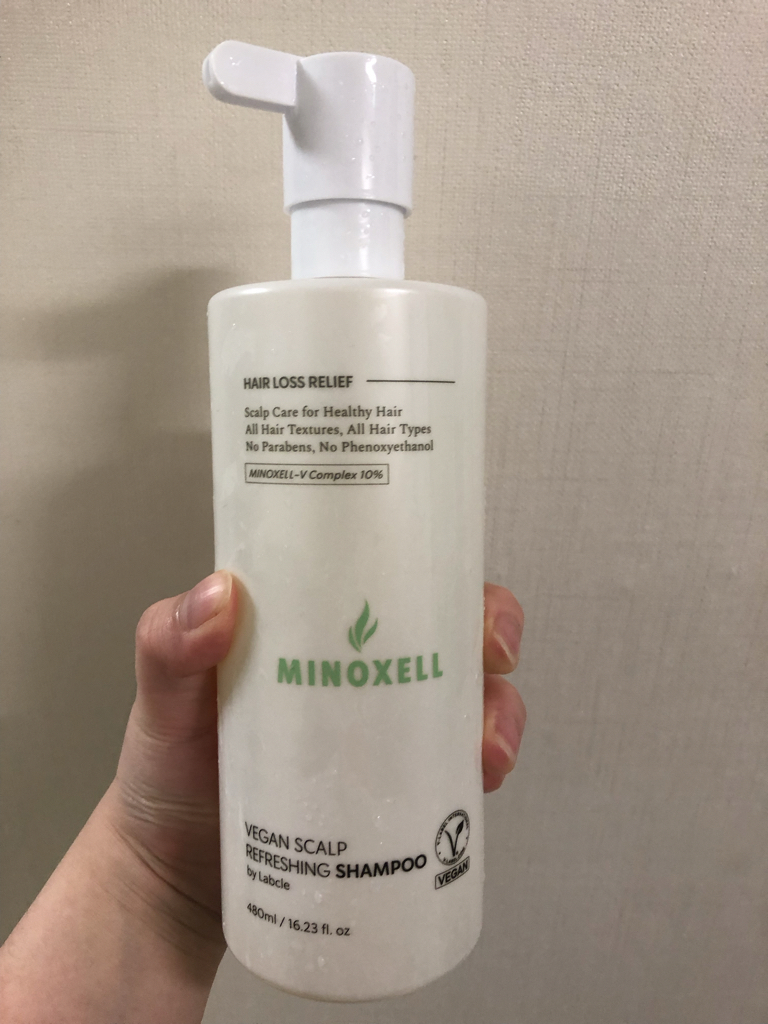 HAIR LOSS RELIEF
Scalp Care for Healthy Hair
All Hair Textures, All Hair Types
No Parabens, No Phenoxyethanol
MINOXELL-V Complex 10%
MINOXELL
VEGAN SCALP
REFRESHING SHAMPOO
by Labcle
VEGAN
480ml / 16.23 fl. oz